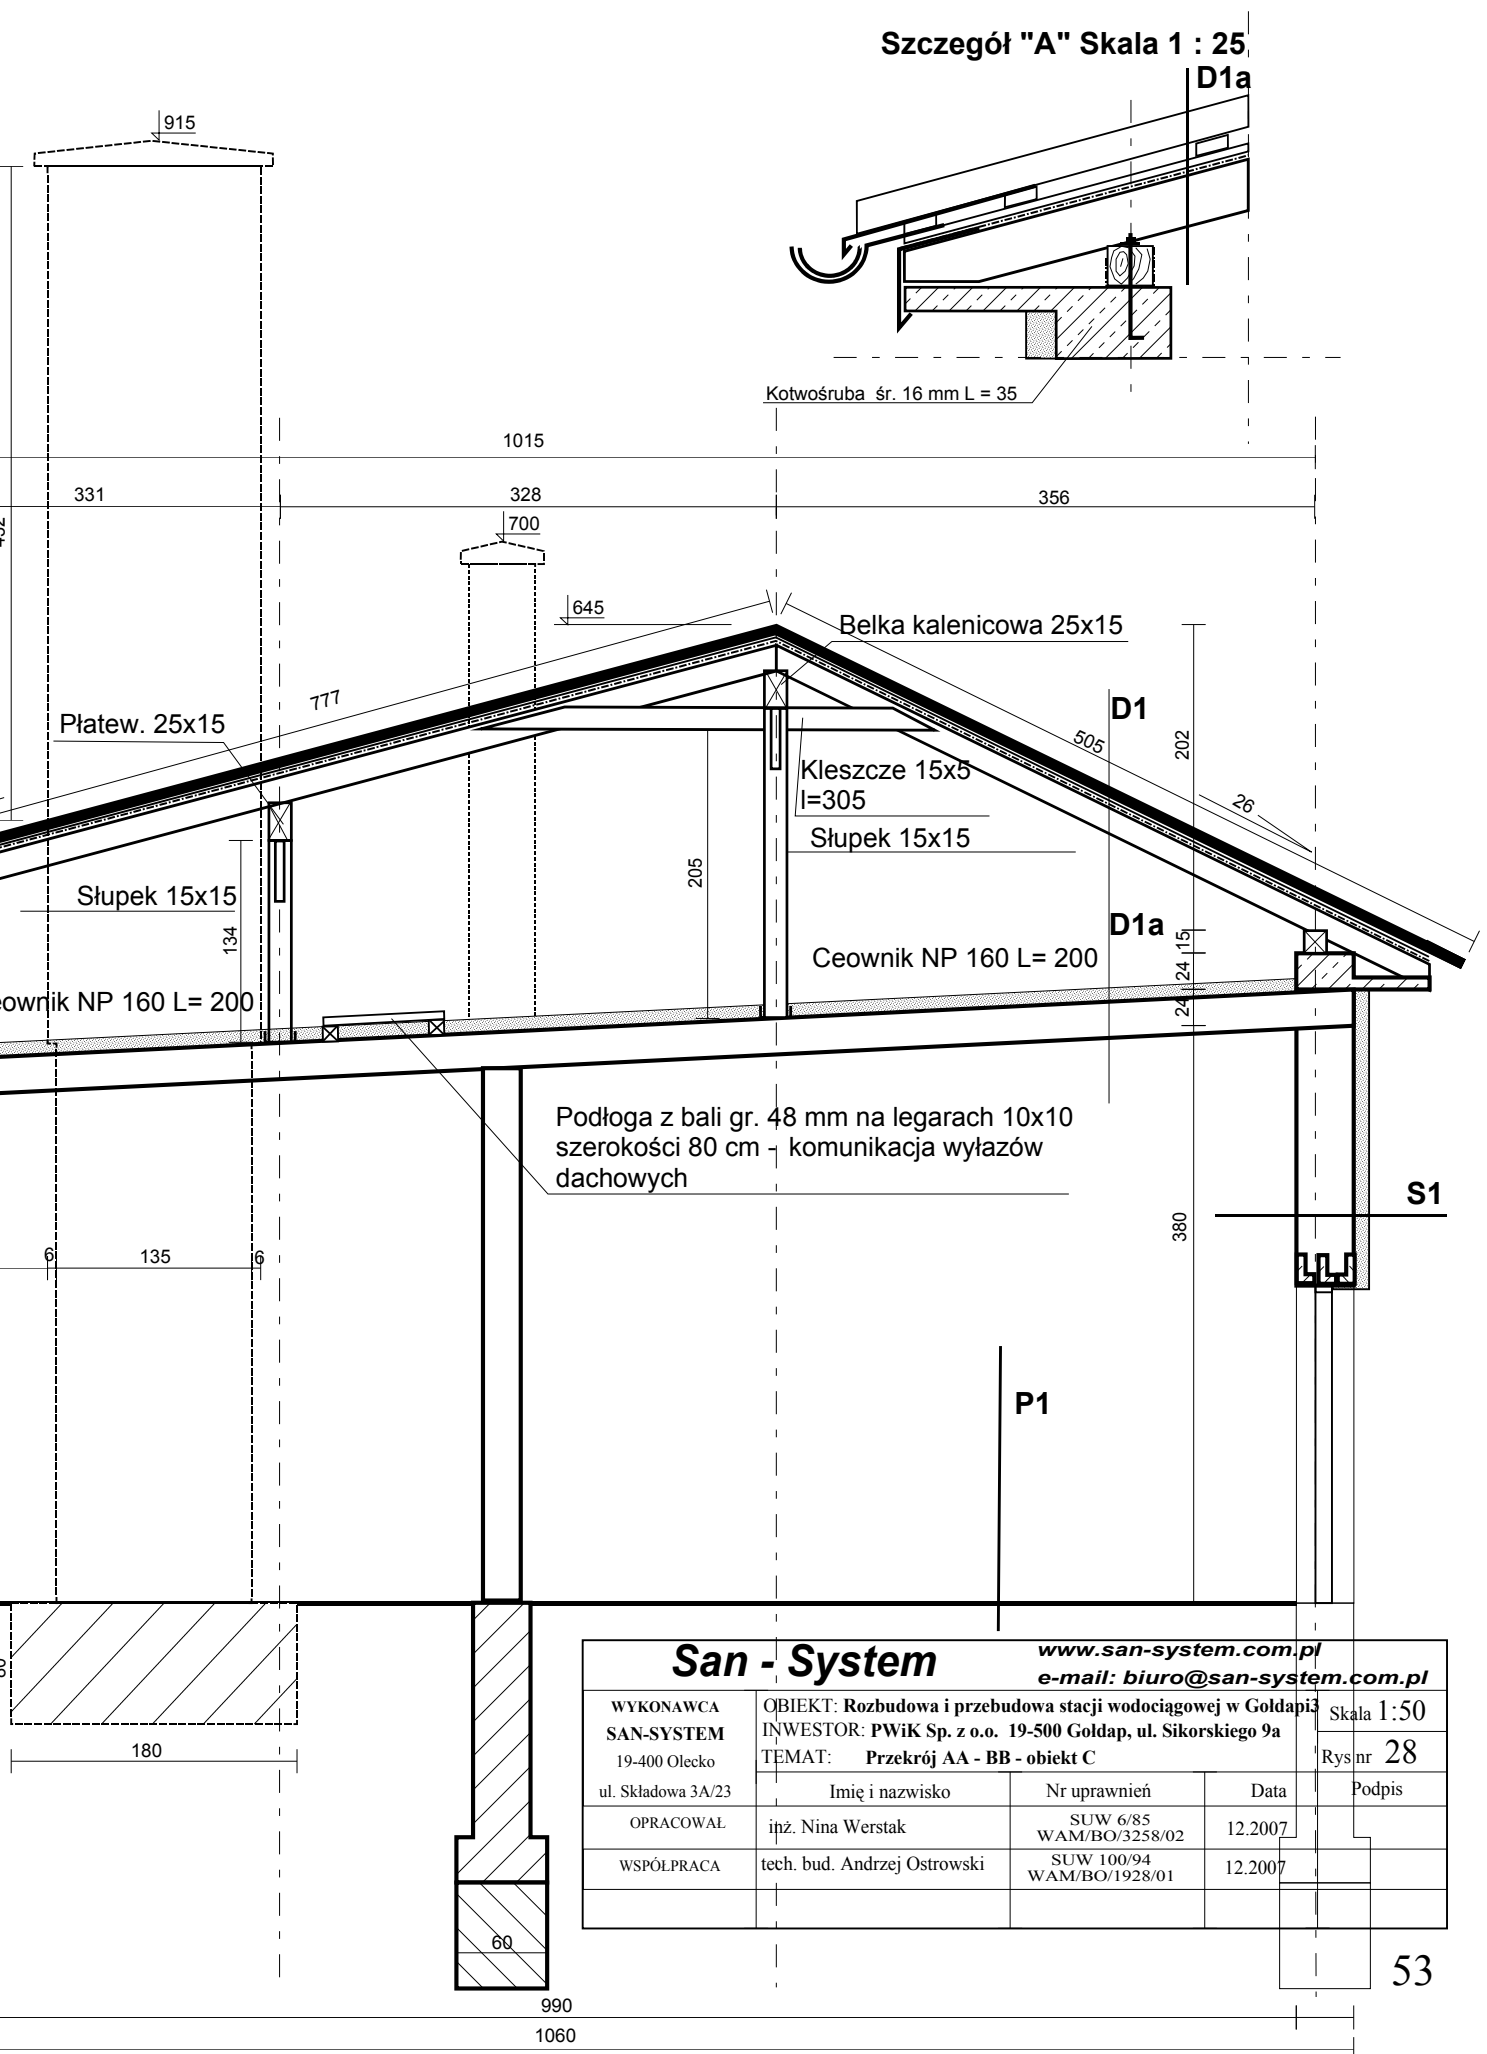 Szczegół "A" Skala 1 : 25
D1a
915
Kotwośruba śr. 16 mm L = 35
1015
331
328
356
700
645
Belka kalenicowa 25x15
777
Płatew. 25x15
D1
505
202
Kleszcze 15x5
l=305
26
Słupek 15x15
205
Słupek 15x15
134
D1a
15
Ceownik NP 160 L= 200
24
eownik NP 160 L= 200
24
Podłoga z bali gr. 48 mm na legarach 10x10
szerokości 80 cm - komunikacja wyłazów
dachowych
S1
380
6
135
6
P1
San - System
www.san-system.com.pl
e-mail: biuro@san-system.com.pl
WYKONAWCA
SAN-SYSTEM
19-400 Olecko
ul. Składowa 3A/23
OBIEKT: Rozbudowa i przebudowa stacji wodociągowej w Gołdapi3
INWESTOR: PWiK Sp. z o.o. 19-500 Gołdap, ul. Sikorskiego 9a
TEMAT: Przekrój AA - BB - obiekt C
Skala 1:50
Rys nr 28
Imię i nazwisko
Nr uprawnień
Data
Podpis
OPRACOWAŁ
inż. Nina Werstak
SUW 6/85
WAM/BO/3258/02
12.2007
WSPÓŁPRACA
tech. bud. Andrzej Ostrowski
SUW 100/94
WAM/BO/1928/01
12.2007
180
60
53
990
1060